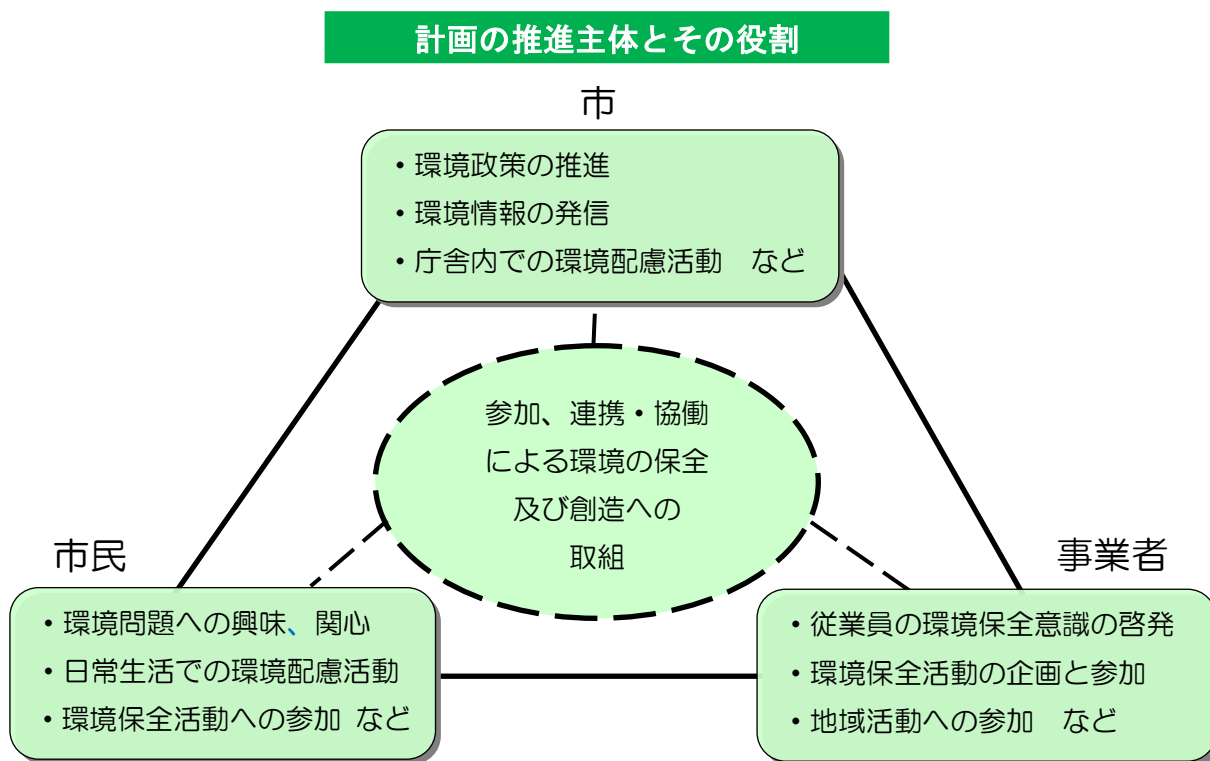 計画の推進主体とその役割
市
・環境政策の推進
・環境情報の発信
・庁舎内での環境配慮活動　など
参加、連携・協働
による環境の保全
及び創造への
取組
市民
・環境問題への興味、関心
・日常生活での環境配慮活動
・環境保全活動への参加 など
事業者
・従業員の環境保全意識の啓発
・環境保全活動の企画と参加
・地域活動への参加　など